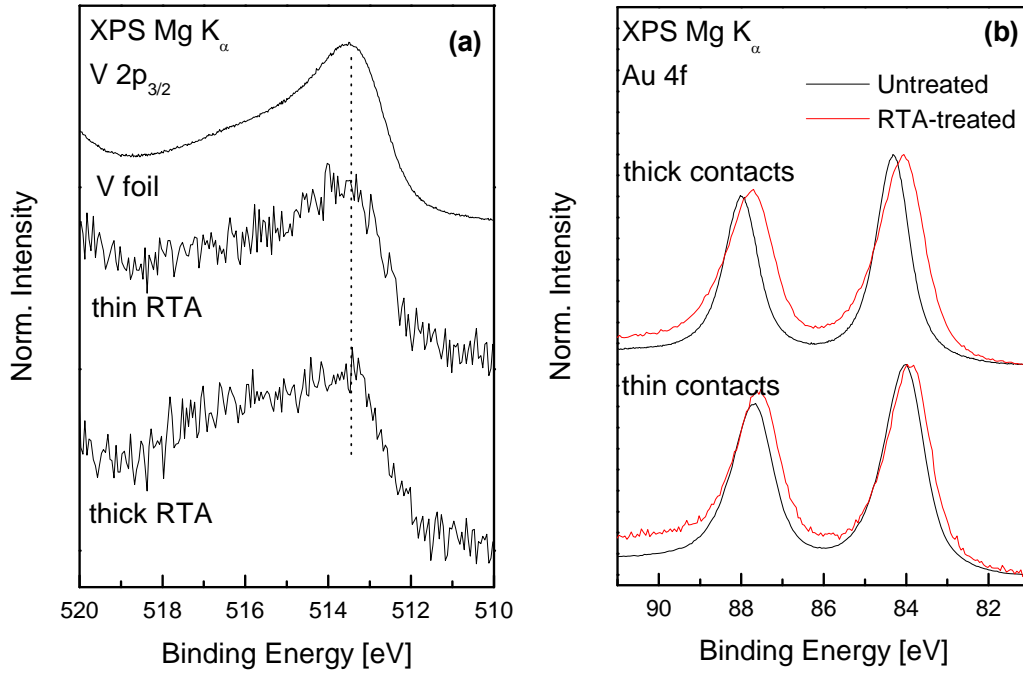 XPS Mg Kα
(a)
V 2p3/2
V foil
thin RTA
thick RTA
Norm. Intensity
520 518 516 514 512 510
Binding Energy [eV]
XPS Mg Kα
(b)
Au 4f
Untreated
RTA-treated
thick contacts
thin contacts
Norm. Intensity
90 88 86 84 82
Binding Energy [eV]